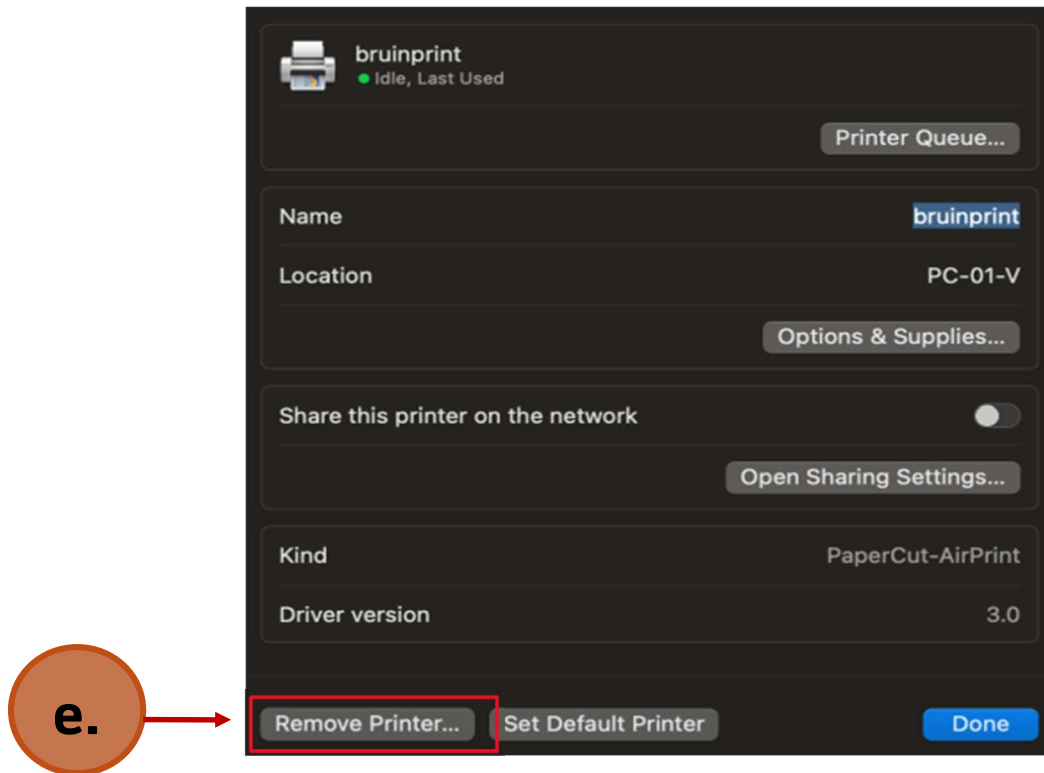 bruinprint
Idle, Last Used
Printer Queue...
Name bruinprint
Location PC-01-V
Options & Supplies...
Share this printer on the network
Open Sharing Settings...
Kind PaperCut-AirPrint
Driver version 3.0
e.
Remove Printer... Set Default Printer Done